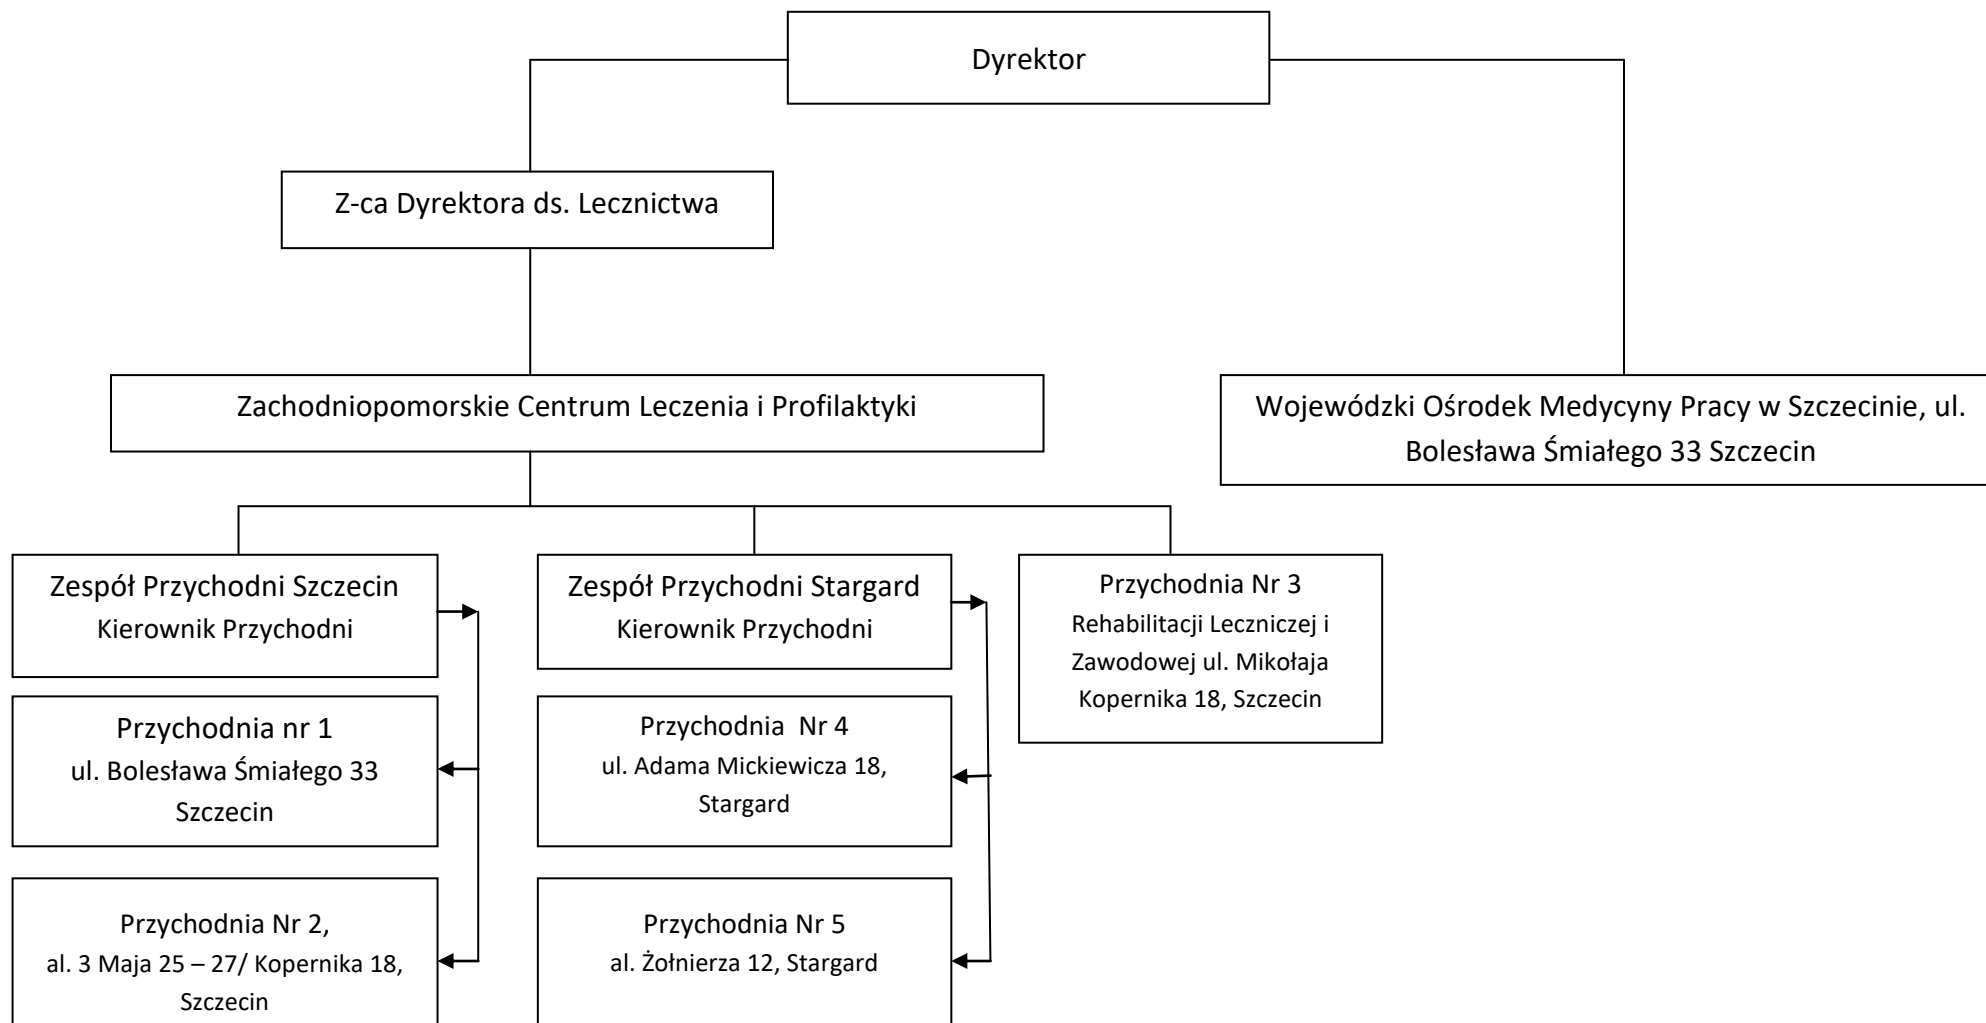 Dyrektor
Z-ca Dyrektora ds. Lecznictwa
Zachodniopomorskie Centrum Leczenia i Profilaktyki
Wojewódzki Ośrodek Medycyny Pracy w Szczecinie, ul.
Bolesława Śmiałego 33 Szczecin
Zespół Przychodni Szczecin
Kierownik Przychodni
Zespół Przychodni Stargard
Kierownik Przychodni
Przychodnia Nr 3
Rehabilitacji Leczniczej i
Zawodowej ul. Mikołaja
Kopernika 18, Szczecin
Przychodnia nr 1
ul. Bolesława Śmiałego 33
Szczecin
Przychodnia  Nr 4
ul. Adama Mickiewicza 18,
Stargard
Przychodnia Nr 2,
al. 3 Maja 25 – 27/ Kopernika 18,
Szczecin
Przychodnia Nr 5
al. Żołnierza 12, Stargard